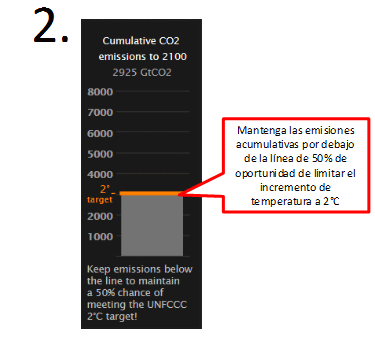 2.
Cumulative CO2
emissions to 2100
2925 GtCO2
8000
7000
6000
5000
4000
2°
target
2000
1000
Keep emissions below
the line to maintain
a 50% chance of
meeting the UNFCCC
2°C target!
Mantenga las emisiones
acumulativas por debajo
de la línea de 50% de
oportunidad de limitar el
incremento de
temperatura a 2°C